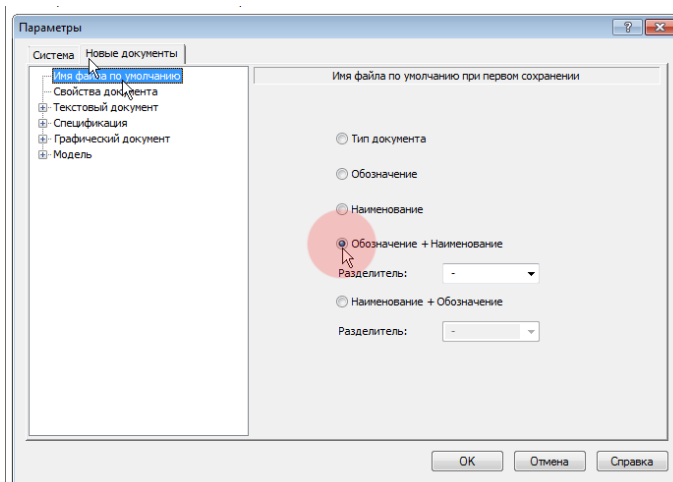 Параметры
Система Новые документы
Имя файла по умолчанию
Свойства документа
Текстовый документ
Спецификация
Графический документ
Модель
Имя файла по умолчанию при первом сохранении
Тип документа
Обозначение
Наименование
Обозначение + Наименование
Разделитель: -
Наименование + Обозначение
Разделитель: -
OK Отмена Справка